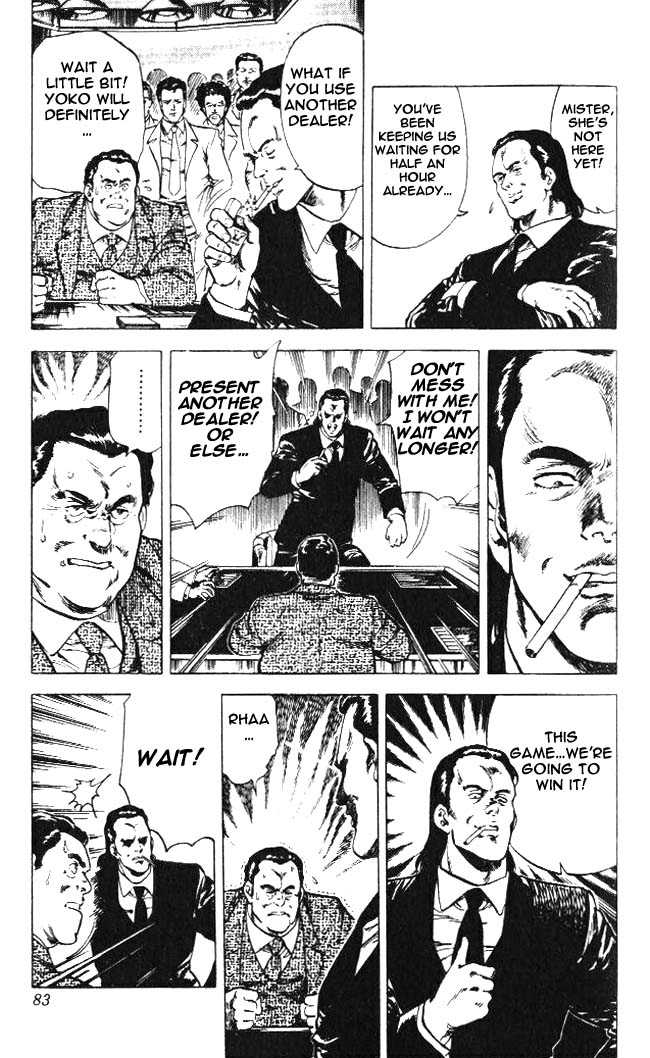 MISTER,
SHE'S
NOT
HERE
YET!
YOU'VE
BEEN
KEEPING US
WAITING FOR
HALF AN
HOUR
ALREADY...
WHAT IF
YOU USE
ANOTHER
DEALER!
WAIT A
LITTLE BIT!
YOKO WILL
DEFINITELY
...
DON'T
MESS
WITH ME!
I WON'T
WAIT ANY
LONGER!
PRESENT
ANOTHER
DEALER!
OR
ELSE...
.........
THIS
GAME...WE'RE
GOING TO
WIN IT!
RHAA
...
WAIT!
83